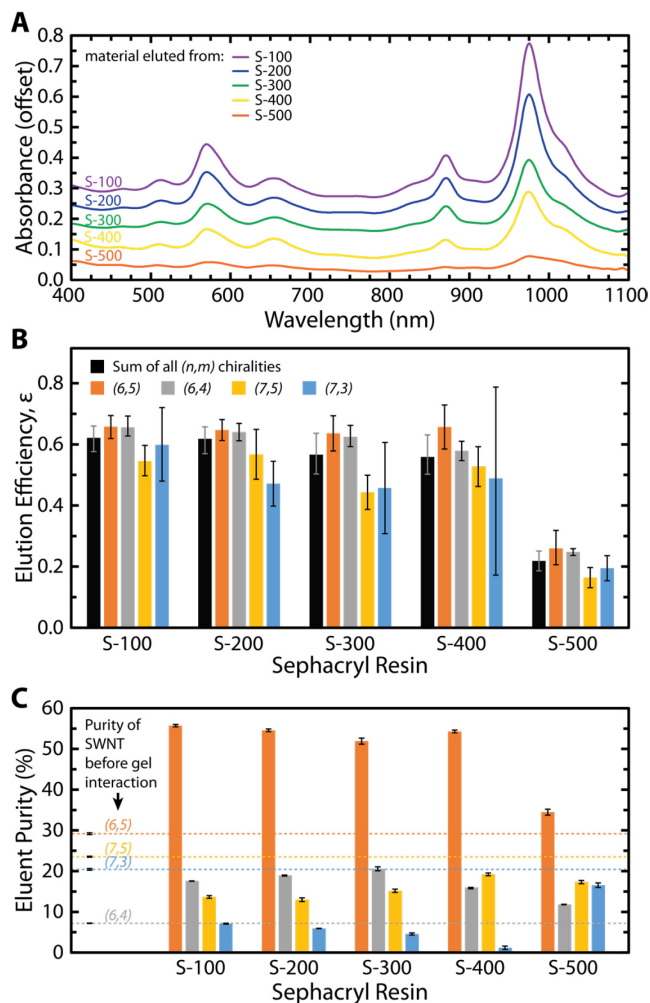 A
0.8
0.7
0.6
0.5
0.4
0.3
0.2
0.1
0.0
Absorbance (offset)
material eluted from:
S-100
S-200
S-300
S-400
S-500
S-100
S-200
S-300
S-400
S-500
400 500 600 700 800 900 1000 1100
Wavelength (nm)
B
0.8
0.6
0.4
0.2
0.0
Elution Efficiency, ε
Sum of all (n,m) chiralities
(6,5) (6,4) (7,5) (7,3)
S-100 S-200 S-300 S-400 S-500
Sephacryl Resin
C
60
50
40
30
20
10
0
Eluent Purity (%)
Purity of
SWNT
before gel
interaction
(6,5)
(7,5)
(7,3)
(6,4)
S-100 S-200 S-300 S-400 S-500
Sephacryl Resin